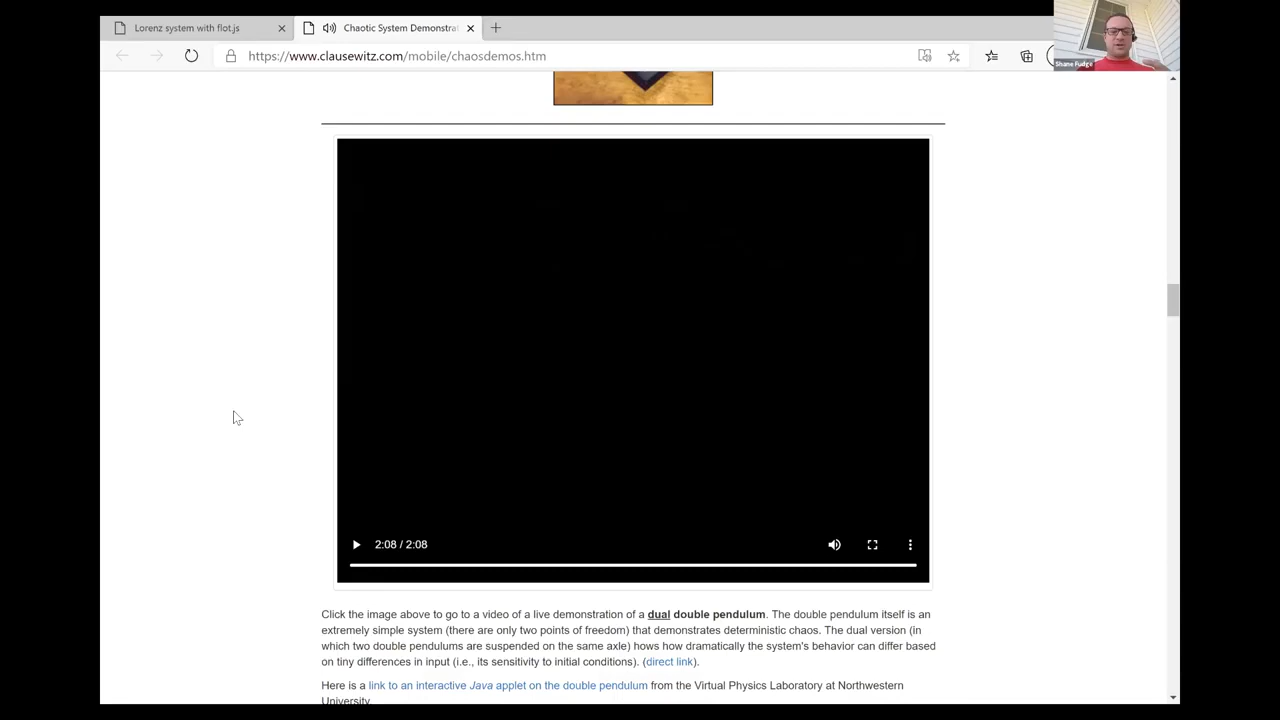 Lorenz system with flot.js
Chaotic System Demonstra
https://www.clausewitz.com/mobile/chaosdemos.htm
Shane Fudge
2:08 / 2:08
Click the image above to go to a video of a live demonstration of a dual double pendulum. The double pendulum itself is an
extremely simple system (there are only two points of freedom) that demonstrates deterministic chaos. The dual version (in
which two double pendulums are suspended on the same axle) hows how dramatically the system's behavior can differ based
on tiny differences in input (i.e., its sensitivity to initial conditions). (direct link).
Here is a link to an interactive Java applet on the double pendulum from the Virtual Physics Laboratory at Northwestern
University.